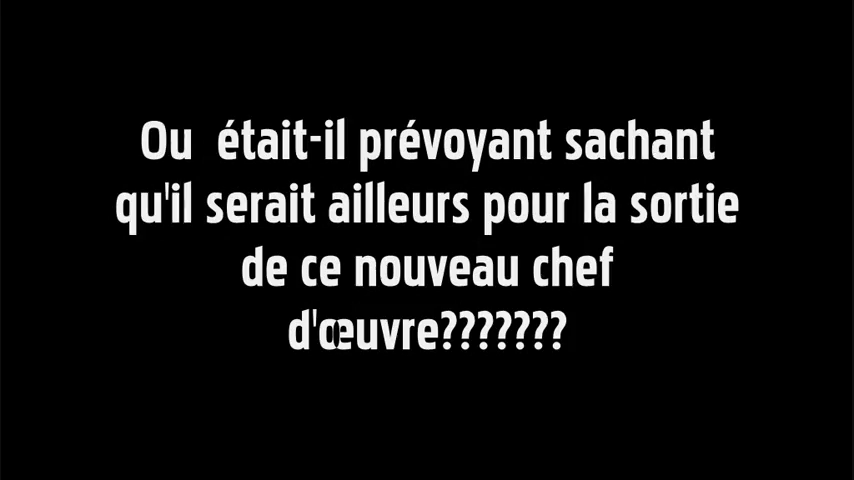 Ou était-il prévoyant sachant
qu'il serait ailleurs pour la sortie
de ce nouveau chef
d'œuvre???????